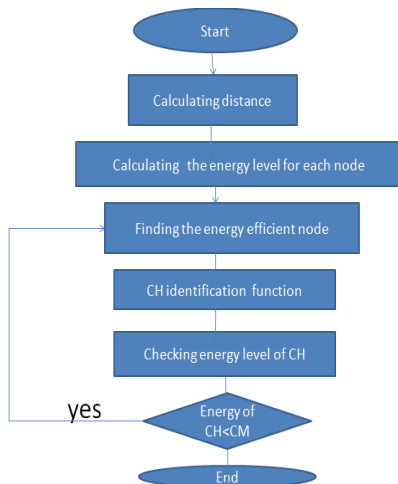 Start
Calculating distance
Calculating the energy level for each node
Finding the energy efficient node
CH identification function
Checking energy level of CH
yes
Energy of
CH<CM
End